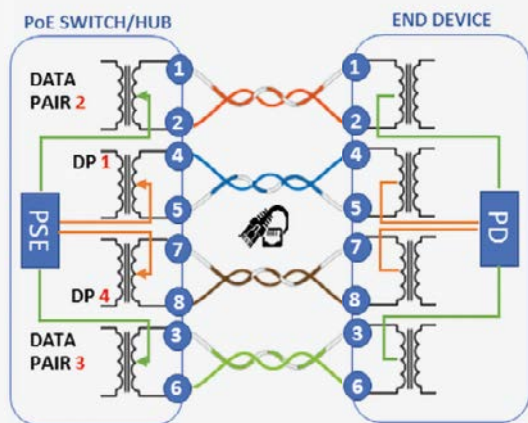 PoE SWITCH/HUB
END DEVICE
DATA
PAIR 2
1
2
1
2
DP 1
4
5
4
5
PSE
PD
DP 4
7
8
7
8
DATA
PAIR 3
3
6
3
6